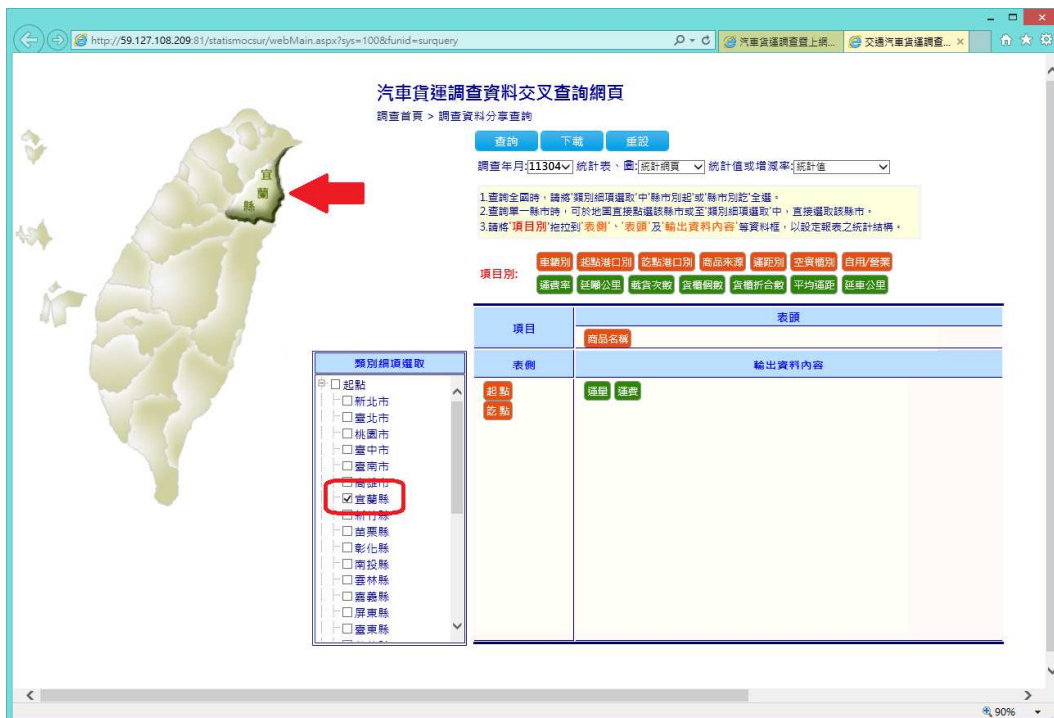 http://59.127.108.209:81/statismocsur/webMain.aspx?sys=100&funid=surquery
汽車貨運調查暨上網...
交通汽車貨運調查...
汽車貨運調查資料交叉查詢網頁
調查首頁 > 調查資料分享查詢
查詢 下載 重設
調查年月:11304 統計表、圖:統計網頁 統計值或增減率:統計值
1.查詢全國時，請將'類別細項選取'中'縣市別起'或'縣市別訖'全選。
2.查詢單一縣市時，可於地圖直接點選該縣市或至'類別細項選取'中，直接選取該縣市。
3.請將'項目別'拖拉到'表側'、'表頭'及'輸出資料內容'等資料框，以設定報表之統計結構。
宜蘭縣
項目別:
車種別 起點港口別 訖點港口別 商品來源 運距別 空實櫃別 自用/營業
運費率 延噸公里 載貨次數 貨櫃個數 貨櫃折合數 平均運距 延車公里
項目 表頭
商品名稱
類別細項選取
表側 輸出資料內容
起點 運量 運費
訖點
起點
新北市
臺北市
桃園市
臺中市
臺南市
高雄市
宜蘭縣
新竹縣
苗栗縣
彰化縣
南投縣
雲林縣
嘉義縣
屏東縣
臺東縣
90%